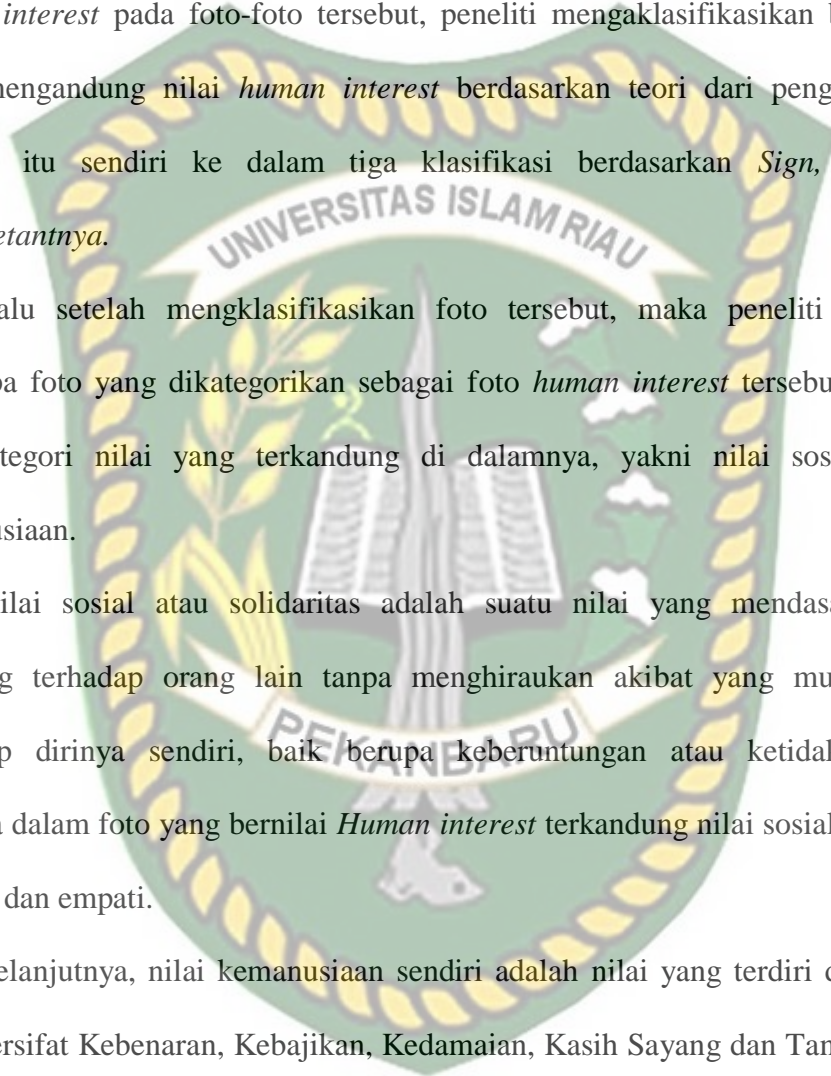 interest pada foto-foto tersebut, peneliti mengaklasifikasikan
mengandung nilai human interest berdasarkan teori dari
itu sendiri ke dalam tiga klasifikasi berdasarkan Sign,
etantnya.
UNIVERSITAS ISLAM RIAU
alu setelah mengklasifikasikan foto tersebut, maka peneliti
pa foto yang dikategorikan sebagai foto human interest tersebu
tegori nilai yang terkandung di dalamnya, yakni nilai sos
usiaan.
ilai sosial atau solidaritas adalah suatu nilai yang mendasa
g terhadap orang lain tanpa menghiraukan akibat yang mu
p dirinya sendiri, baik berupa keberuntungan atau ketidak
PEKANBARU
a dalam foto yang bernilai Human interest terkandung nilai sosial
dan empati.
elanjutnya, nilai kemanusiaan sendiri adalah nilai yang terdiri
ersifat Kebenaran, Kebajikan, Kedamaian, Kasih Sayang dan Tan